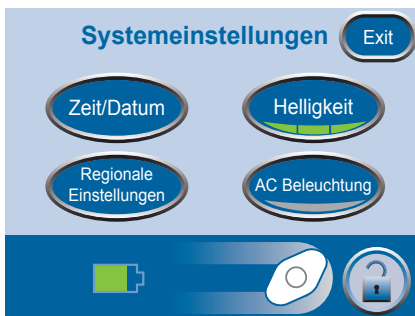 Systemeinstellungen
Exit
Zeit/Datum
Helligkeit
Regionale
Einstellungen
AC Beleuchtung